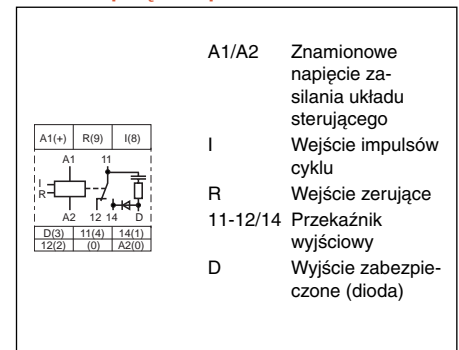 A1(+) R(9) I(8)
A1 11
I
R
A2 12 14 D
D(3) 11(4) 14(1)
12(2) (0) A2(0)
A1/A2 Znamionowe
napięcie za-
silania układu
sterującego
I Wejście impulsów
cyklu
R Wejście zerujące
11-12/14 Przekaźnik
wyjściowy
D Wyjście zabezpie-
czone (dioda)